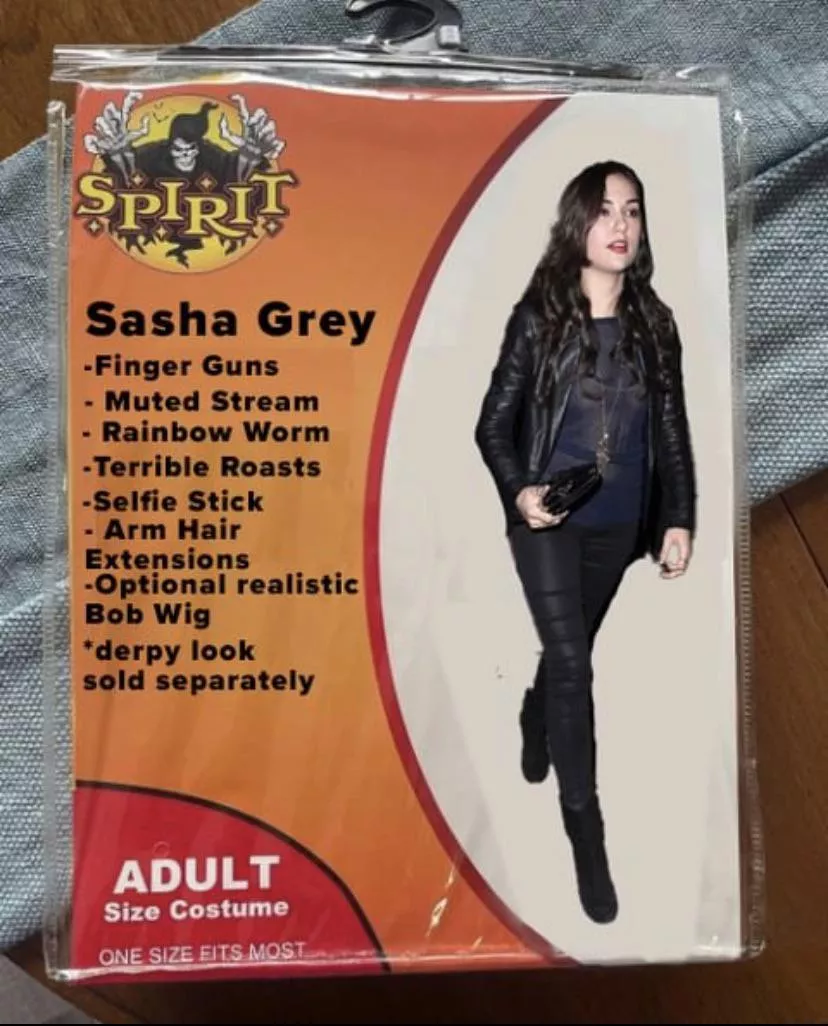 SPIRIT
Sasha Grey
-Finger Guns
- Muted Stream
- Rainbow Worm
-Terrible Roasts
-Selfie Stick
- Arm Hair
Extensions
-Optional realistic
Bob Wig
*derpy look
sold separately
ADULT
Size Costume
ONE SIZE FITS MOST